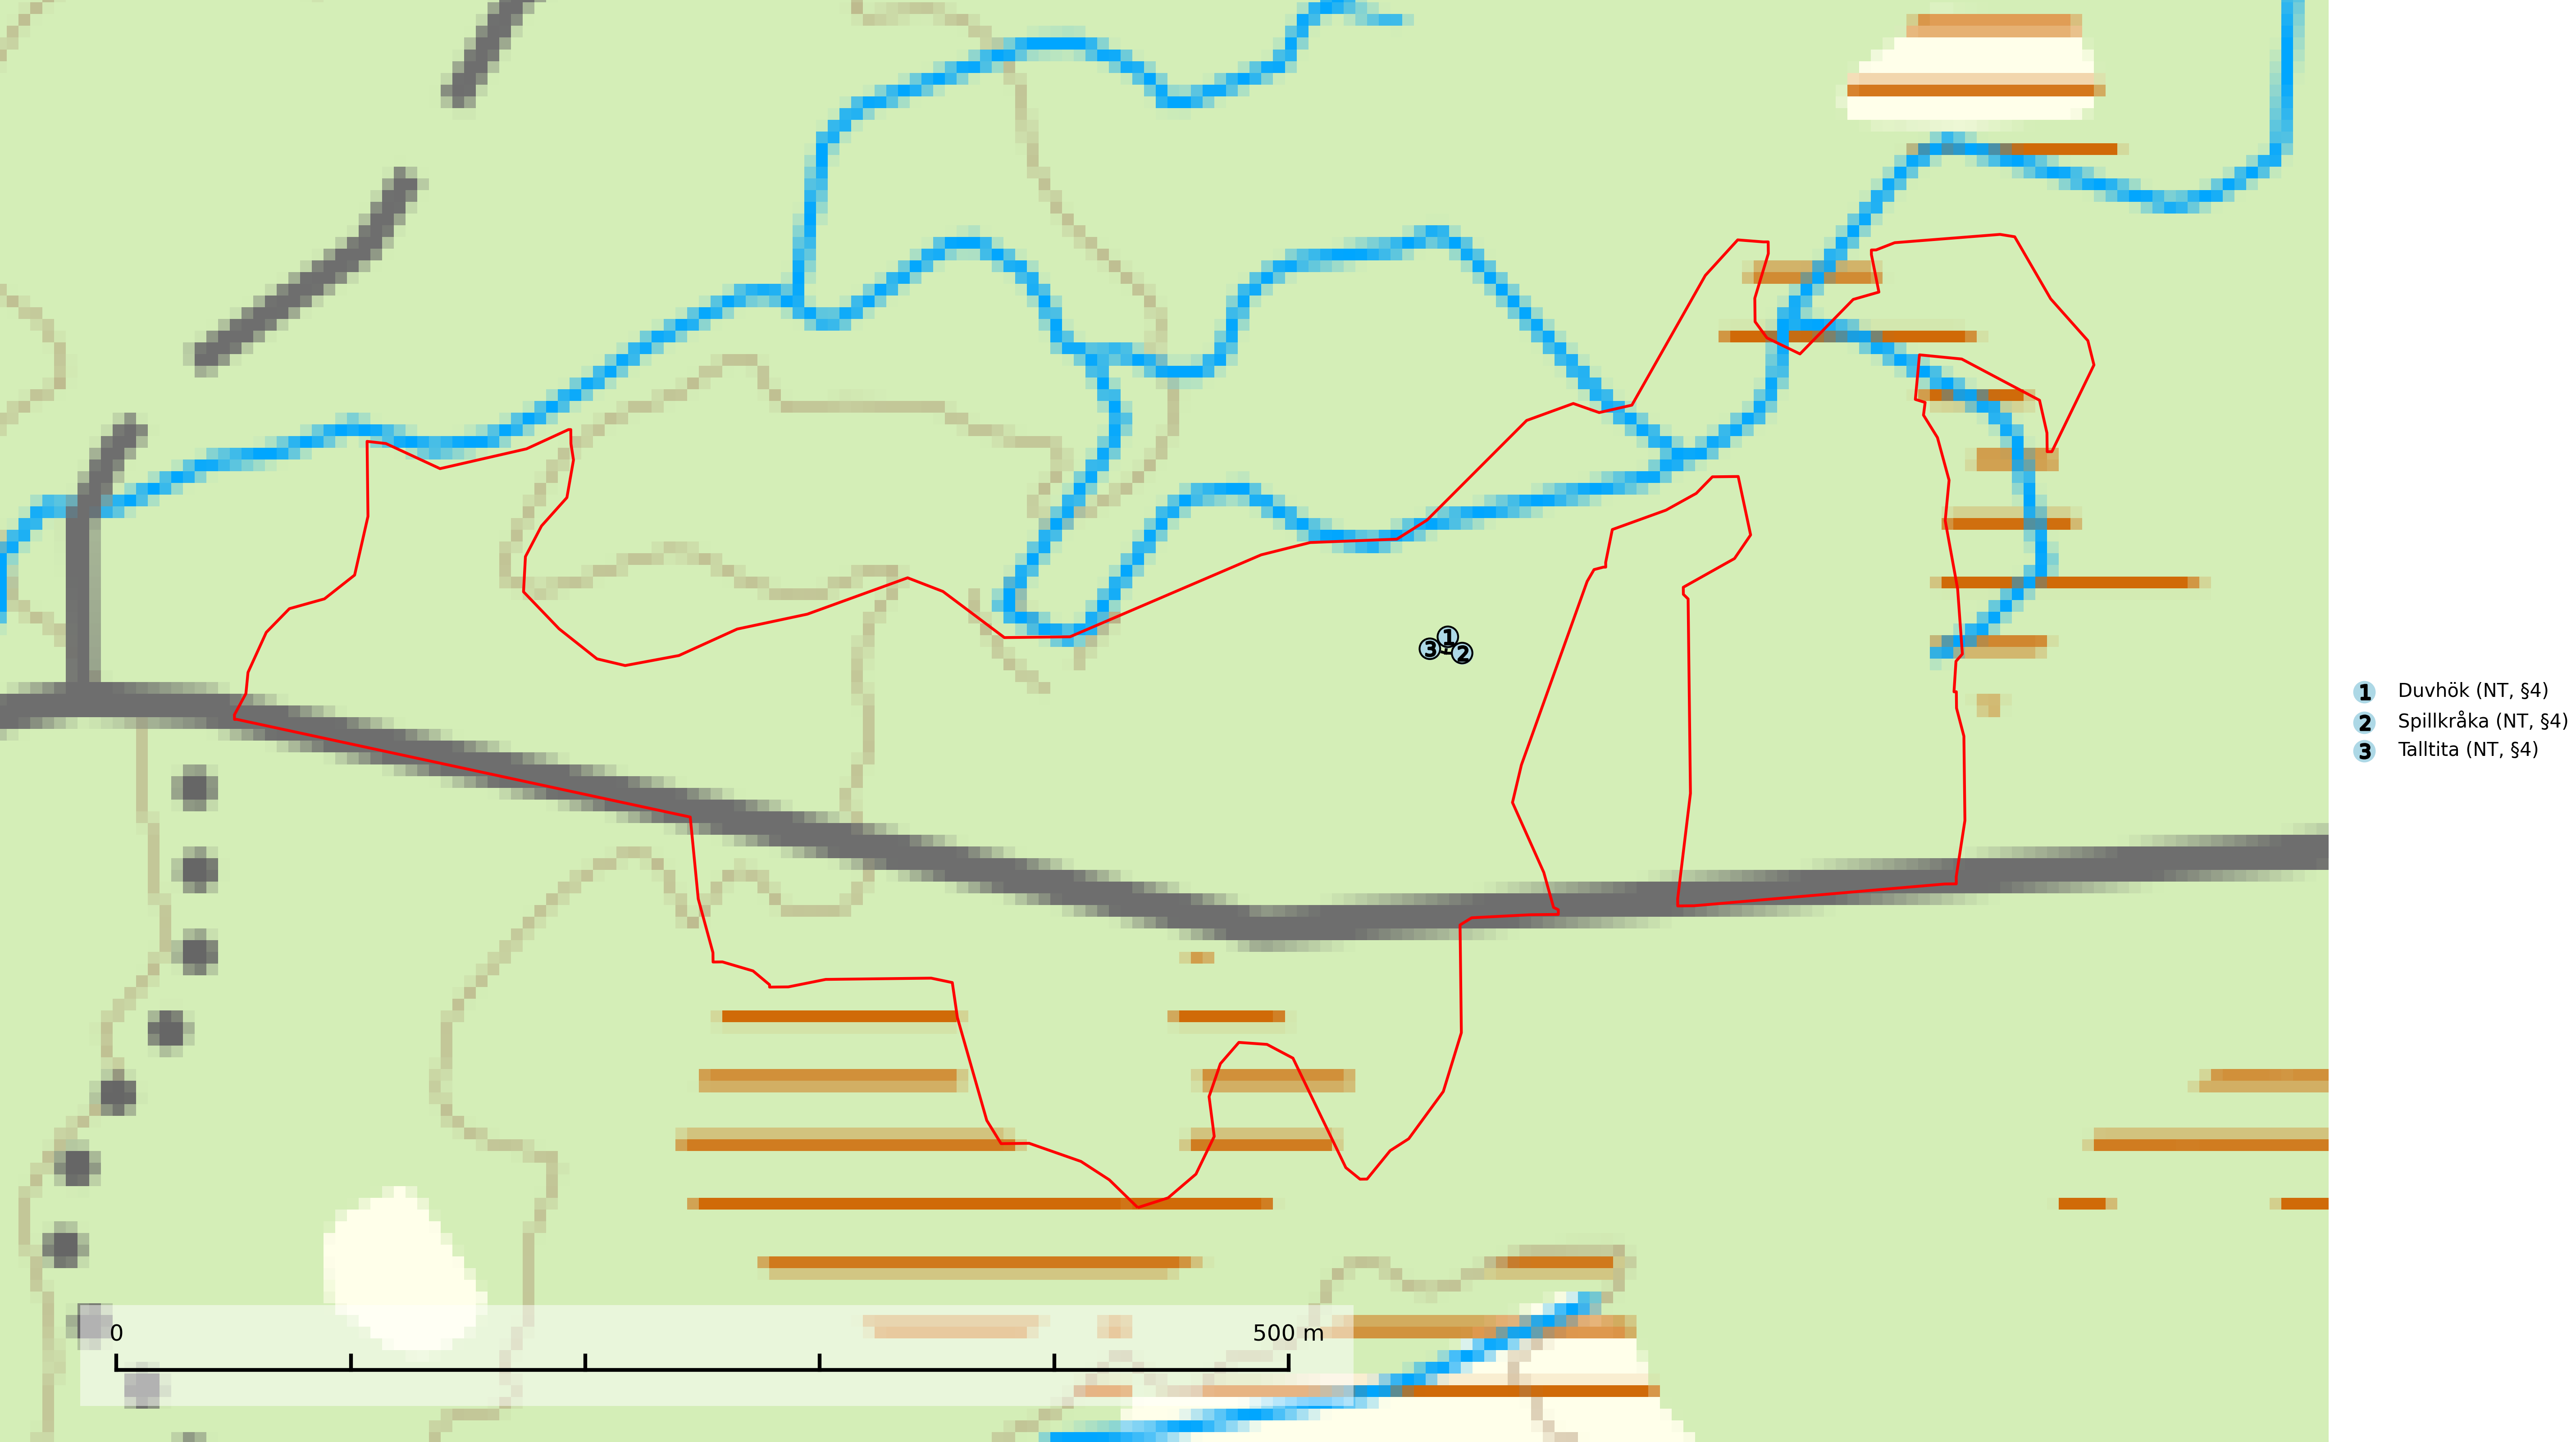 1
3
2
1 Duvhök (NT, §4)
2 Spillkråka (NT, §4)
3 Talltita (NT, §4)
0 500 m